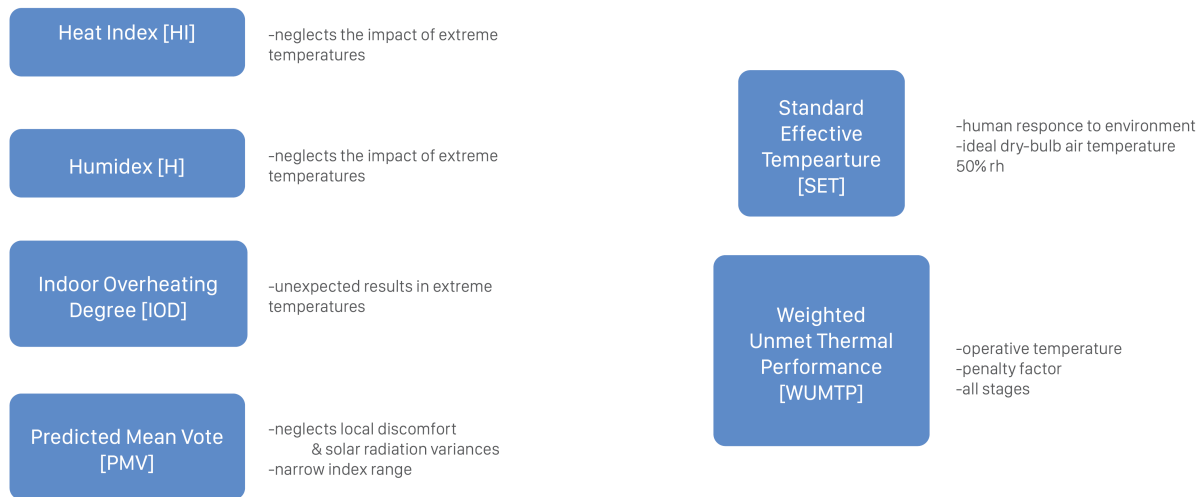 Heat Index [HI]
-neglects the impact of extreme
temperatures
Humidex [H]
-neglects the impact of extreme
temperatures
Indoor Overheating
Degree [IOD]
-unexpected results in extreme
temperatures
Predicted Mean Vote
[PMV]
-neglects local discomfort
& solar radiation variances
-narrow index range
Standard
Effective
Tempearture
[SET]
-human responce to environment
-ideal dry-bulb air temperature
50% rh
Weighted
Unmet Thermal
Performance
[WUMTP]
-operative temperature
-penalty factor
-all stages